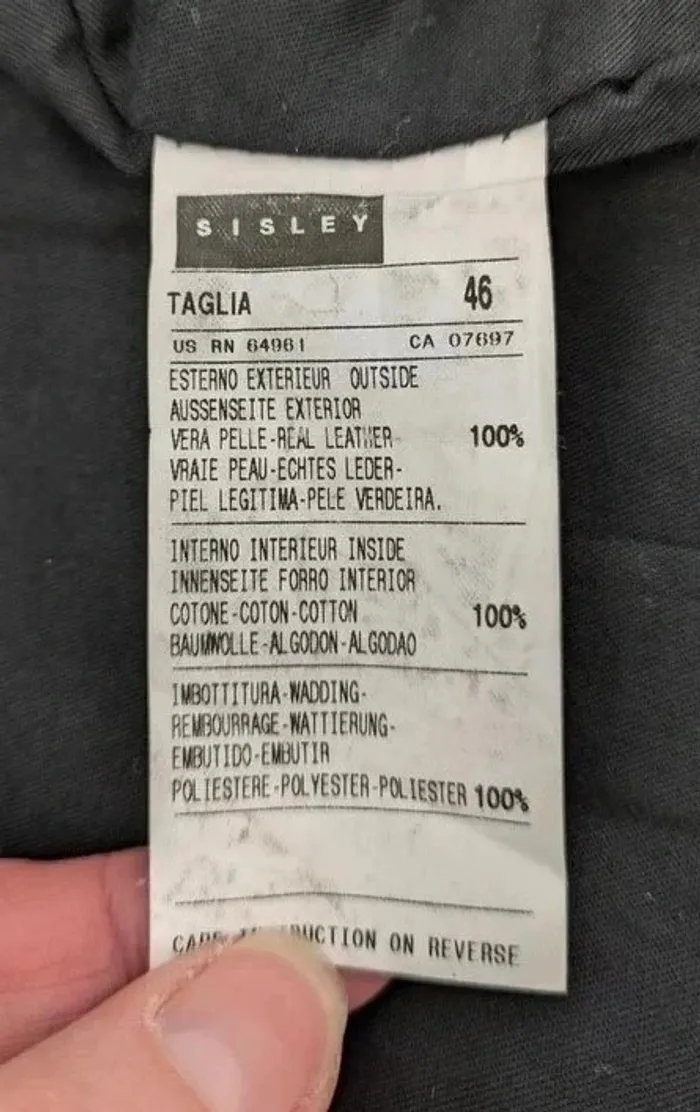 SISLEY
TAGLIA 46
US RN 64961 CA 07697
ESTERNO EXTERIEUR OUTSIDE
AUSSENSEITE EXTERIOR
VERA PELLE-REAL LEATHER- 100%
VRAIE PEAU-ECHTES LEDER-
PIEL LEGITIMA-PELE VERDEIRA.
INTERNO INTERIEUR INSIDE
INNENSEITE FORRO INTERIOR
COTONE-COTON-COTTON 100%
BAUMWOLLE-ALGODON-ALGODAO
IMBOTTITURA-WADDING-
REMBOURRAGE-WATTIERUNG-
EMBUTIDO-EMBUTIR
POLIESTERE-POLYESTER-POLIESTER 100%
CARE ON REVERSE